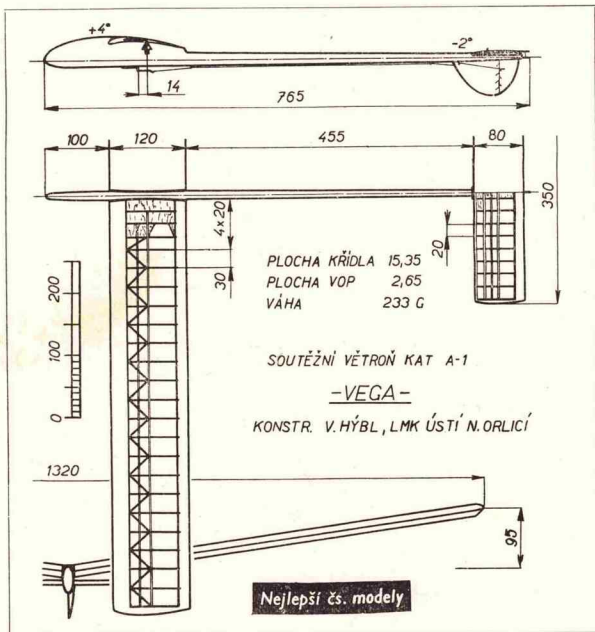 +4°
-2°
14
765
100 120 455 80
350
4×20
30
20
PLOCHA KŘÍDLA 15,35
PLOCHA VOP 2,65
VÁHA 233 G
200
100
0
SOUTĚŽNÍ VĚTROŇ KAT A-1
-VEGA-
KONSTR. V. HÝBL, LMK ÚSTÍ N. ORLICÍ
1320
95
Nejlepší čs. modely